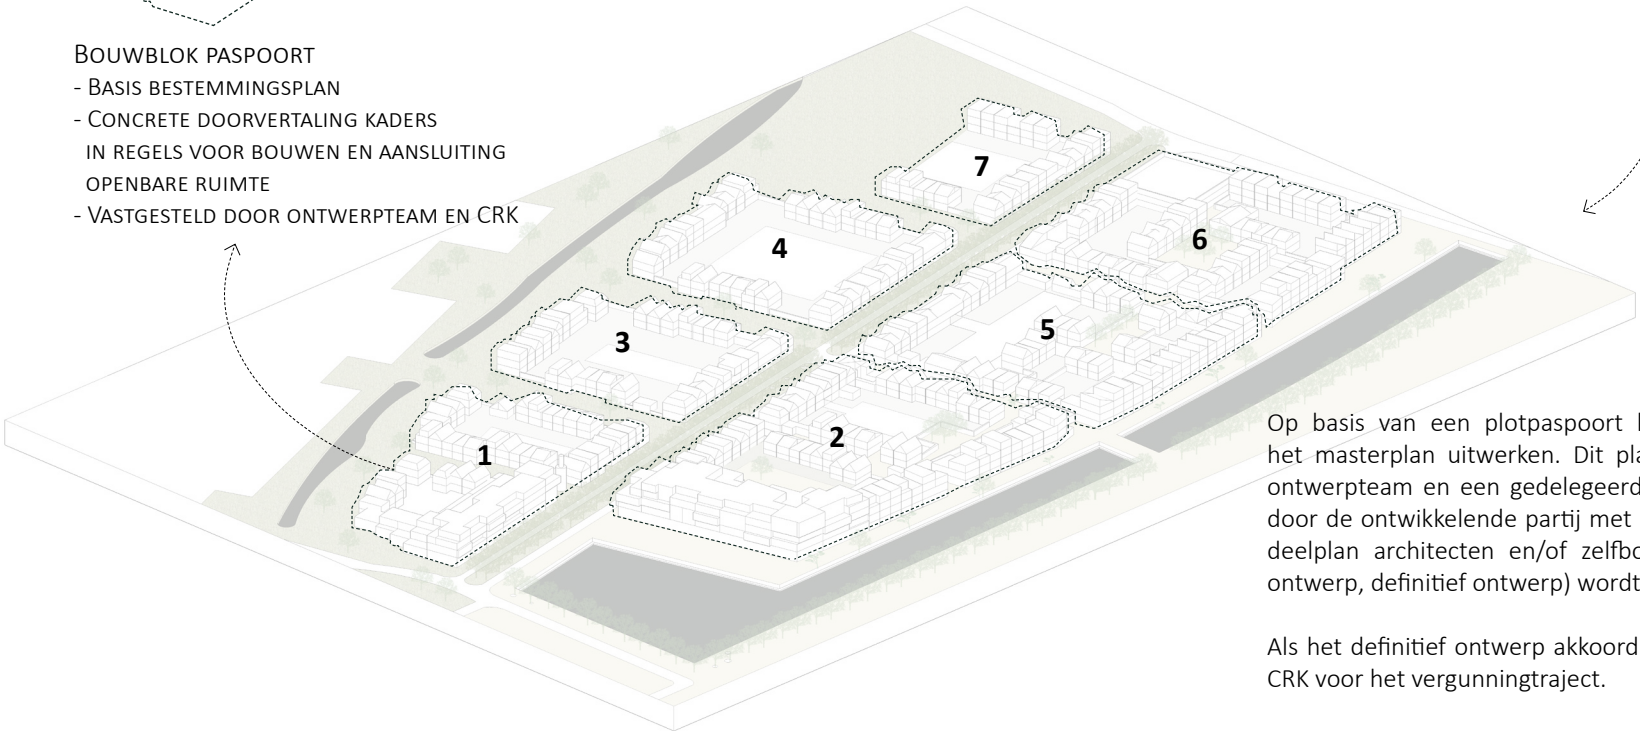 Bouwblok paspoort
- Basis bestemmingsplan
- Concrete doorvertaling kaders
in regels voor bouwen en aansluiting
openbare ruimte
- Vastgesteld door ontwerpteam en CRK
7
6
4
5
3
2
1
Op basis van een plotpaspoort
het masterplan uitwerken. Dit
ontwerpteam en een
door de ontwikkelende partij met
deelplan architecten en/of
ontwerp, definitief ontwerp) wordt
Als het definitief ontwerp akkoord
CRK voor het vergunningtraject.